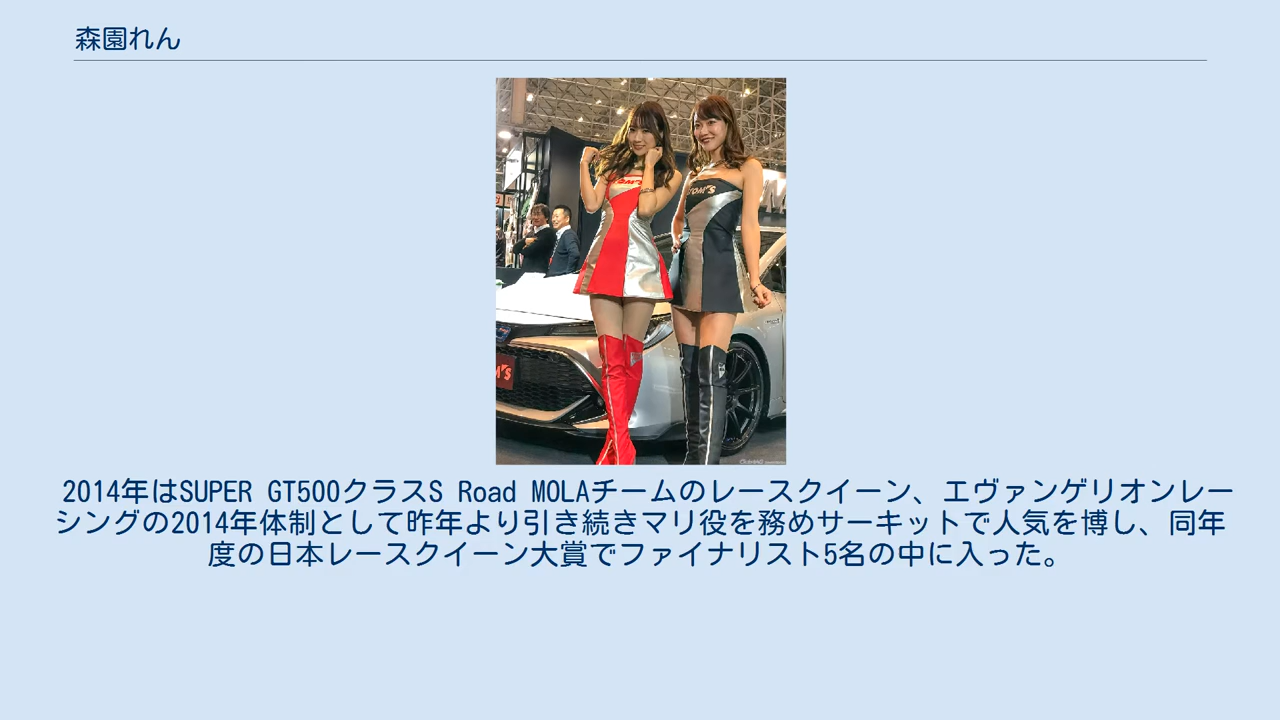 森園れん
TOM'S
TOM'S
2014年はSUPER GT500クラスS Road MOLAチームのレースクイーン、エヴァンゲリオンレー
シングの2014年体制として昨年より引き続きマリ役を務めサーキットで人気を博し、同年
度の日本レースクイーン大賞でファイナリスト5名の中に入った。